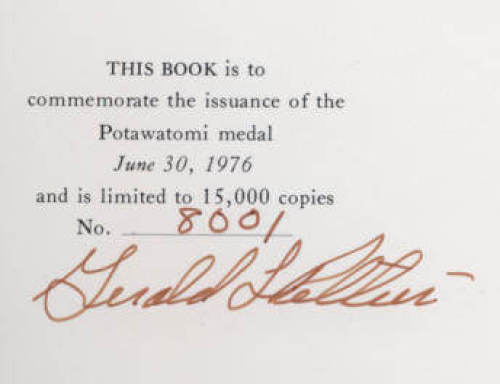 THIS BOOK is to
commemorate the issuance of the
Potawatomi medal
June 30, 1976
and is limited to 15,000 copies
No. 8001
Gerald